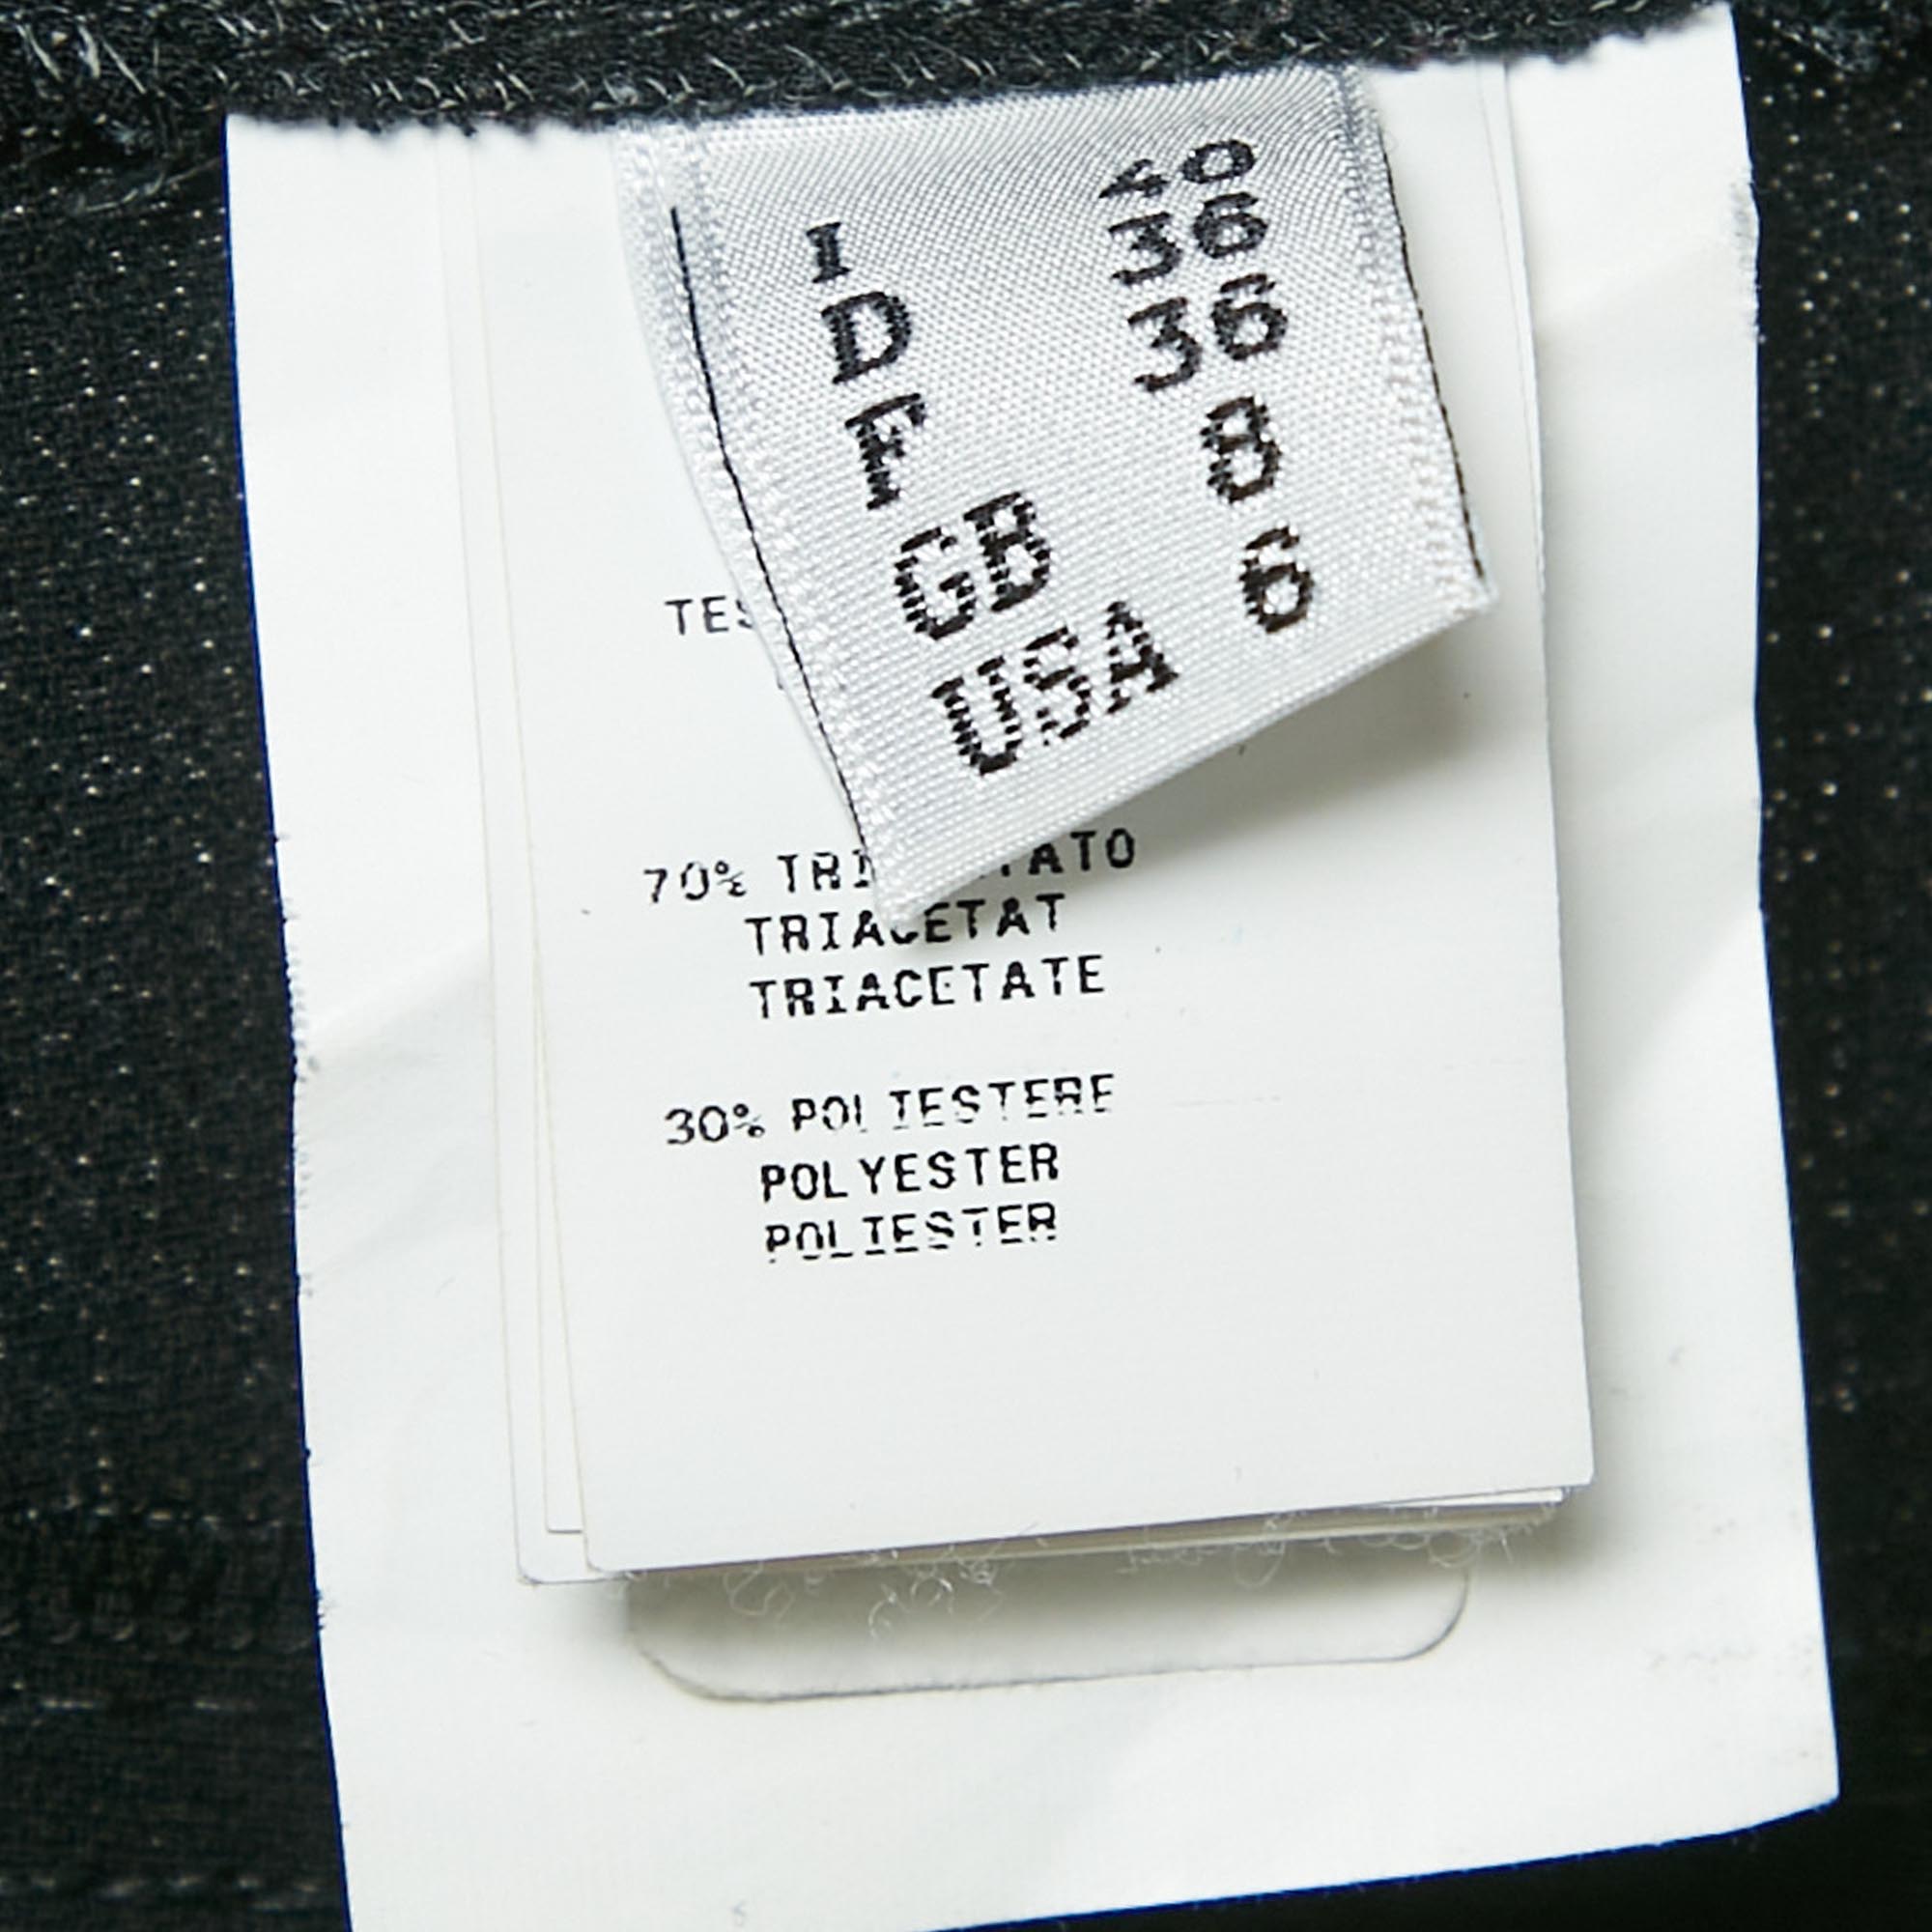 I 40
D 36
F 36
GB 8
USA 6
70%
TRIACETAT
TRIACETATE
30% POLIESTERE
POLYESTER
POLIESTER